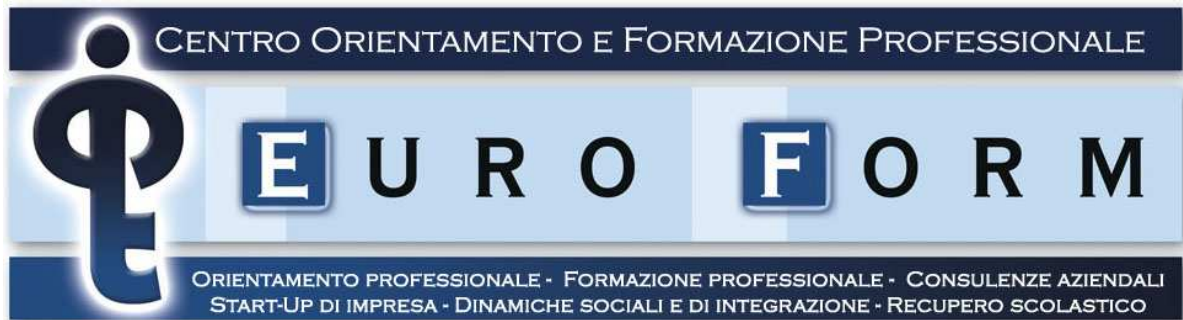 CENTRO ORIENTAMENTO E FORMAZIONE PROFESSIONALE
EURO FORM
ORIENTAMENTO PROFESSIONALE - FORMAZIONE PROFESSIONALE - CONSULENZE AZIENDALI
START-UP DI IMPRESA - DINAMICHE SOCIALI E DI INTEGRAZIONE - RECUPERO SCOLASTICO